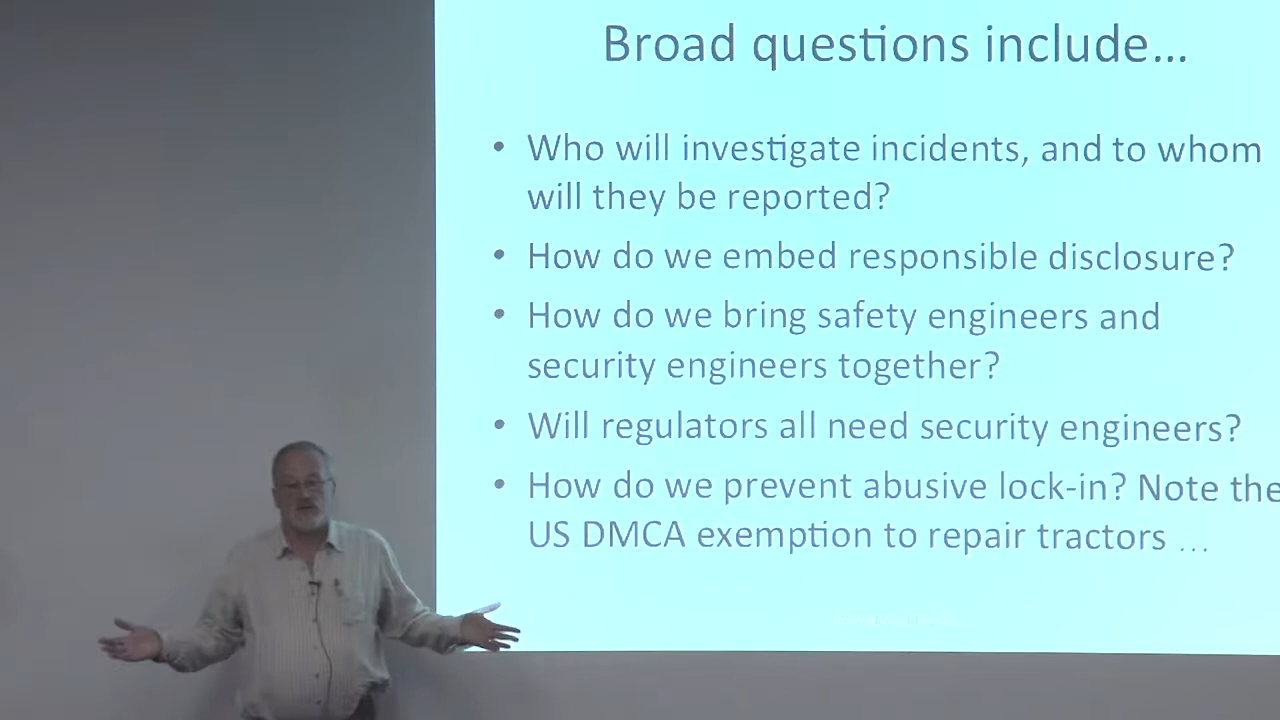 Broad questions include...
• Who will investigate incidents, and to whom
will they be reported?
• How do we embed responsible disclosure?
• How do we bring safety engineers and
security engineers together?
• Will regulators all need security engineers?
• How do we prevent abusive lock-in? Note the
US DMCA exemption to repair tractors ...